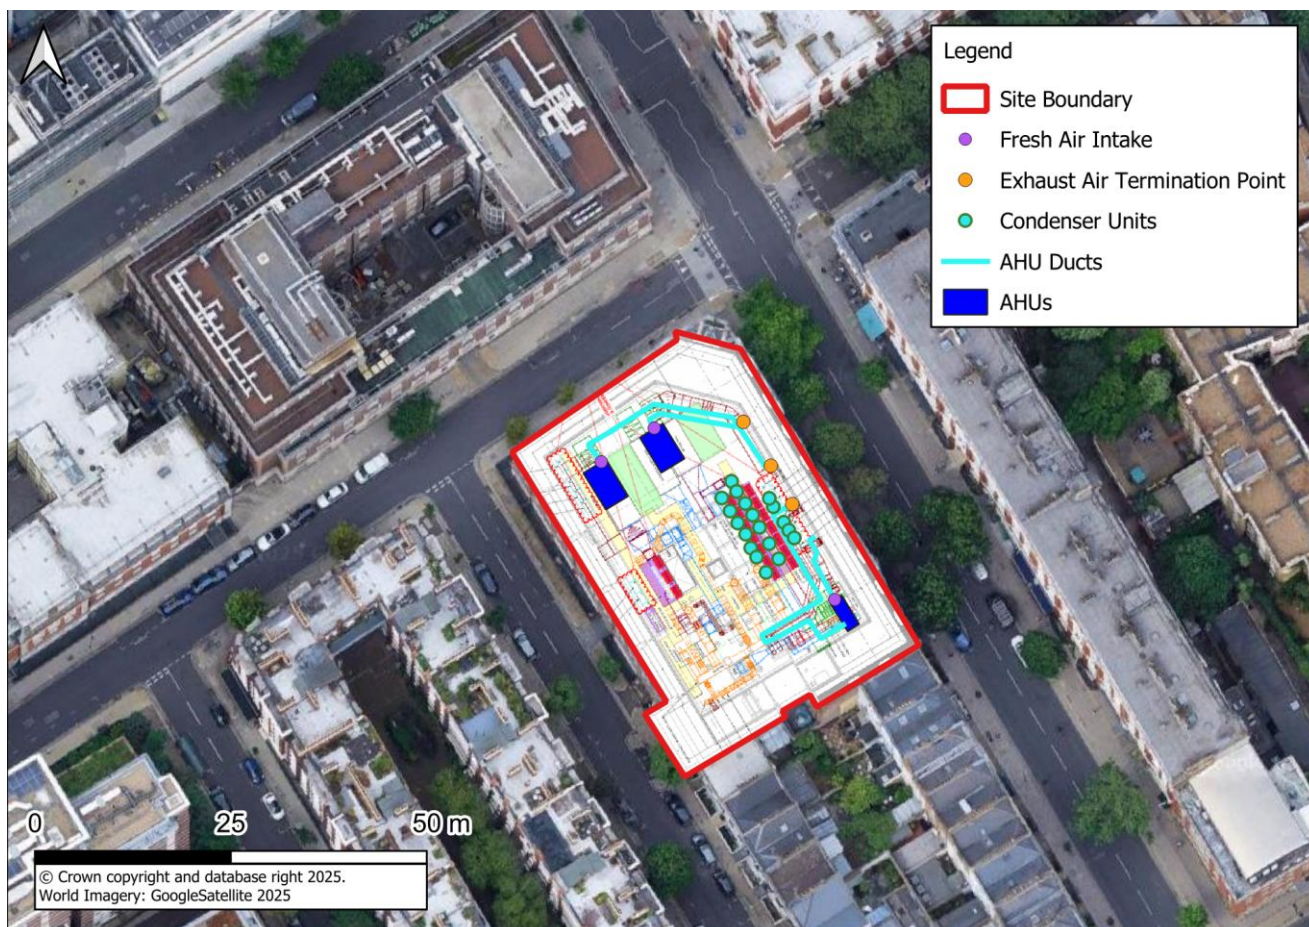 Legend
Site Boundary
Fresh Air Intake
Exhaust Air Termination Point
Condenser Units
AHU Ducts
AHUs
0 25 50 m
© Crown copyright and database right 2025.
World Imagery: GoogleSatellite 2025